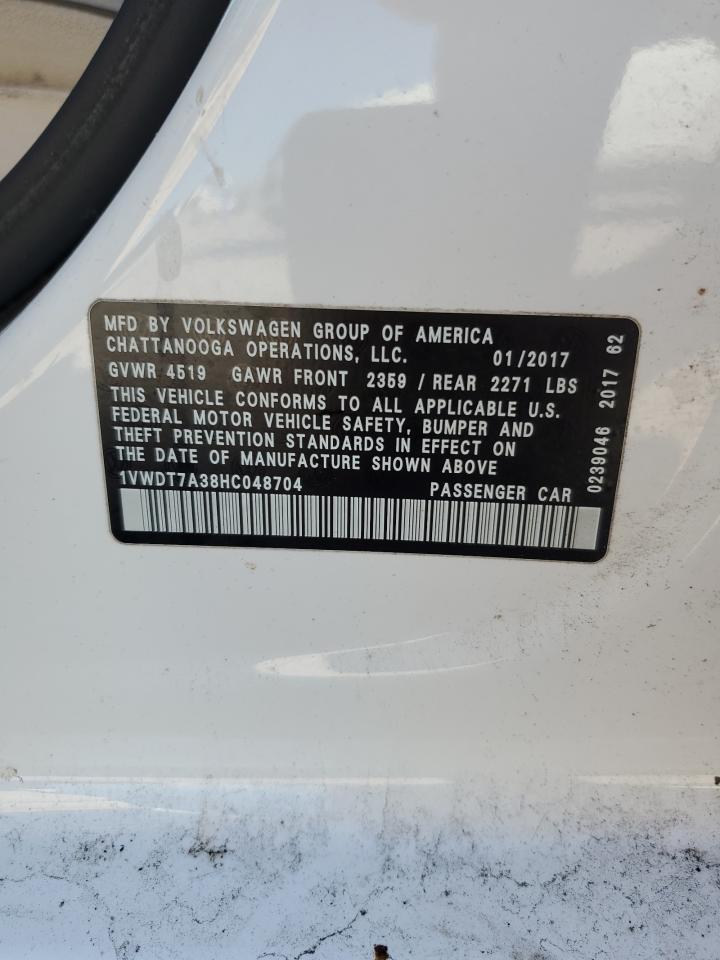 MFD BY VOLKSWAGEN GROUP OF AMERICA
CHATTANOOGA OPERATIONS, LLC. 01/2017
GVWR 4519 GAWR FRONT 2359 / REAR 2271 LBS
THIS VEHICLE CONFORMS TO ALL APPLICABLE U.S.
FEDERAL MOTOR VEHICLE SAFETY, BUMPER AND
THEFT PREVENTION STANDARDS IN EFFECT ON
THE DATE OF MANUFACTURE SHOWN ABOVE
1VWDT7A38HC048704 PASSENGER CAR
0239046 2017 62